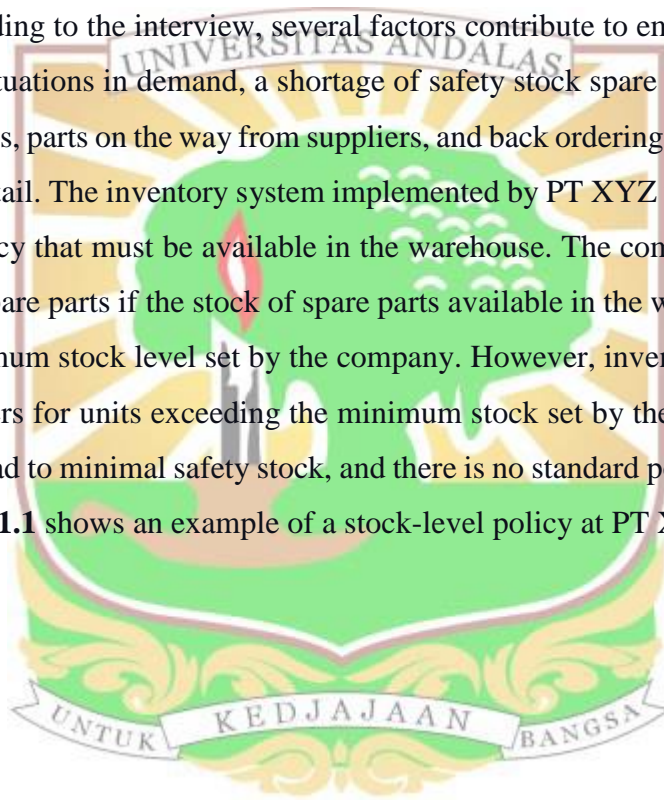 ding to the interview, several factors contribute to en
UNIVERSITAS ANDALAS
tuations in demand, a shortage of safety stock spare
s, parts on the way from suppliers, and back ordering
ail. The inventory system implemented by PT XYZ
cy that must be available in the warehouse. The con
pare parts if the stock of spare parts available in the w
num stock level set by the company. However, inver
ers for units exceeding the minimum stock set by the
ad to minimal safety stock, and there is no standard po
1.1 shows an example of a stock-level policy at PT X
UNTUK KEDJAJAAN BANGSA